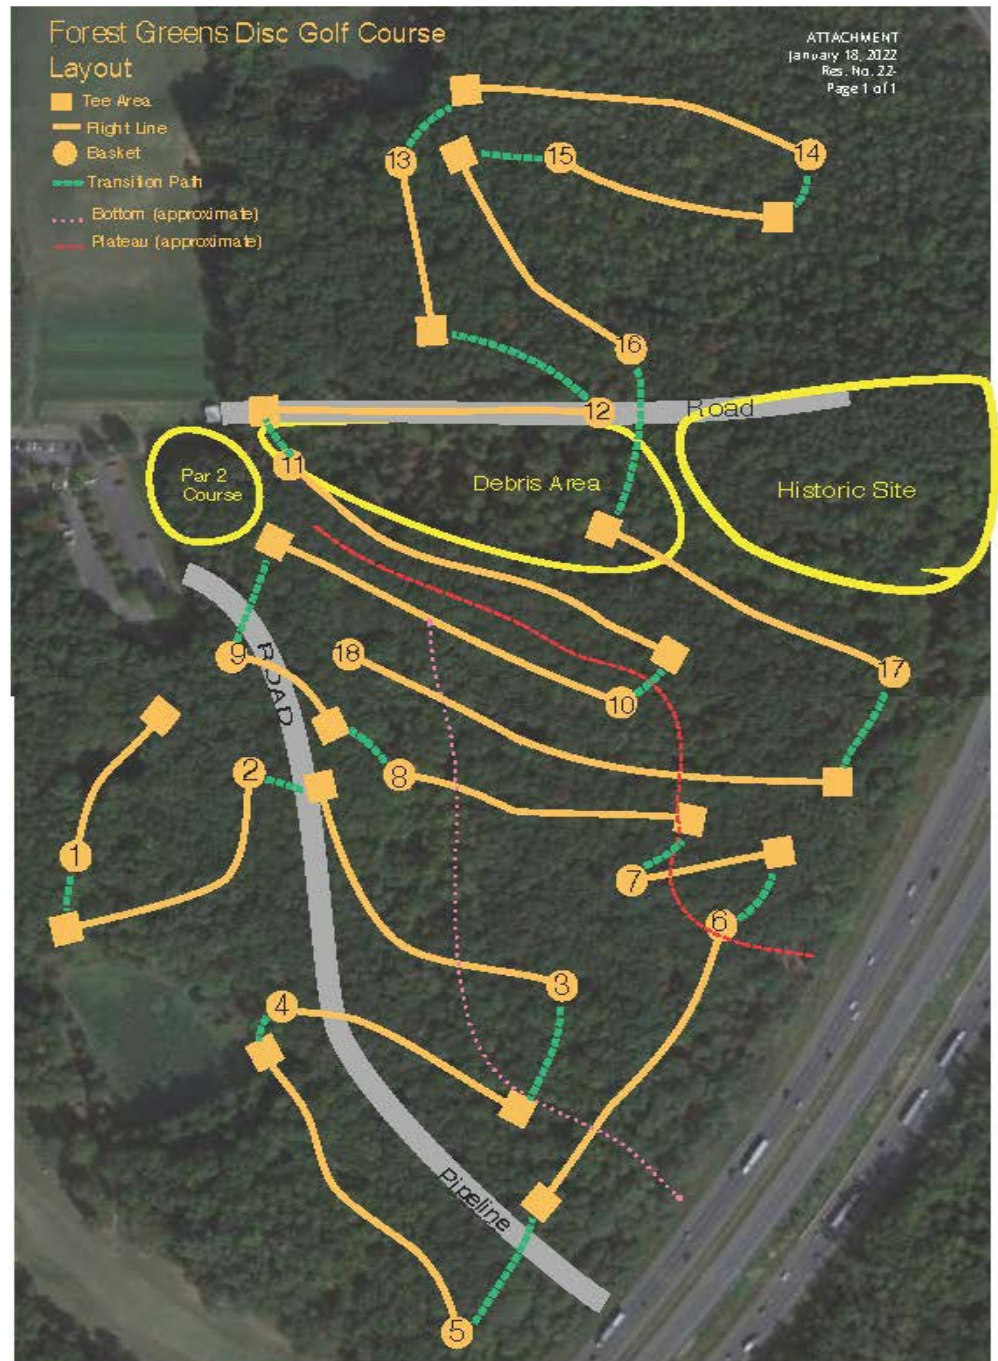 Forest Greens Disc Golf Course
Layout
Tee Area
Flight Line
Basket
Transition Path
Bottom (approximate)
Plateau (approximate)
ATTACHMENT
January 18, 2022
Res. No. 22-
Page 1 of 1
13
15
14
16
12
Road
11
Par 2
Course
Debris Area
Historic Site
9
ROAD
18
17
10
2
8
1
7
6
3
4
Pipeline
5